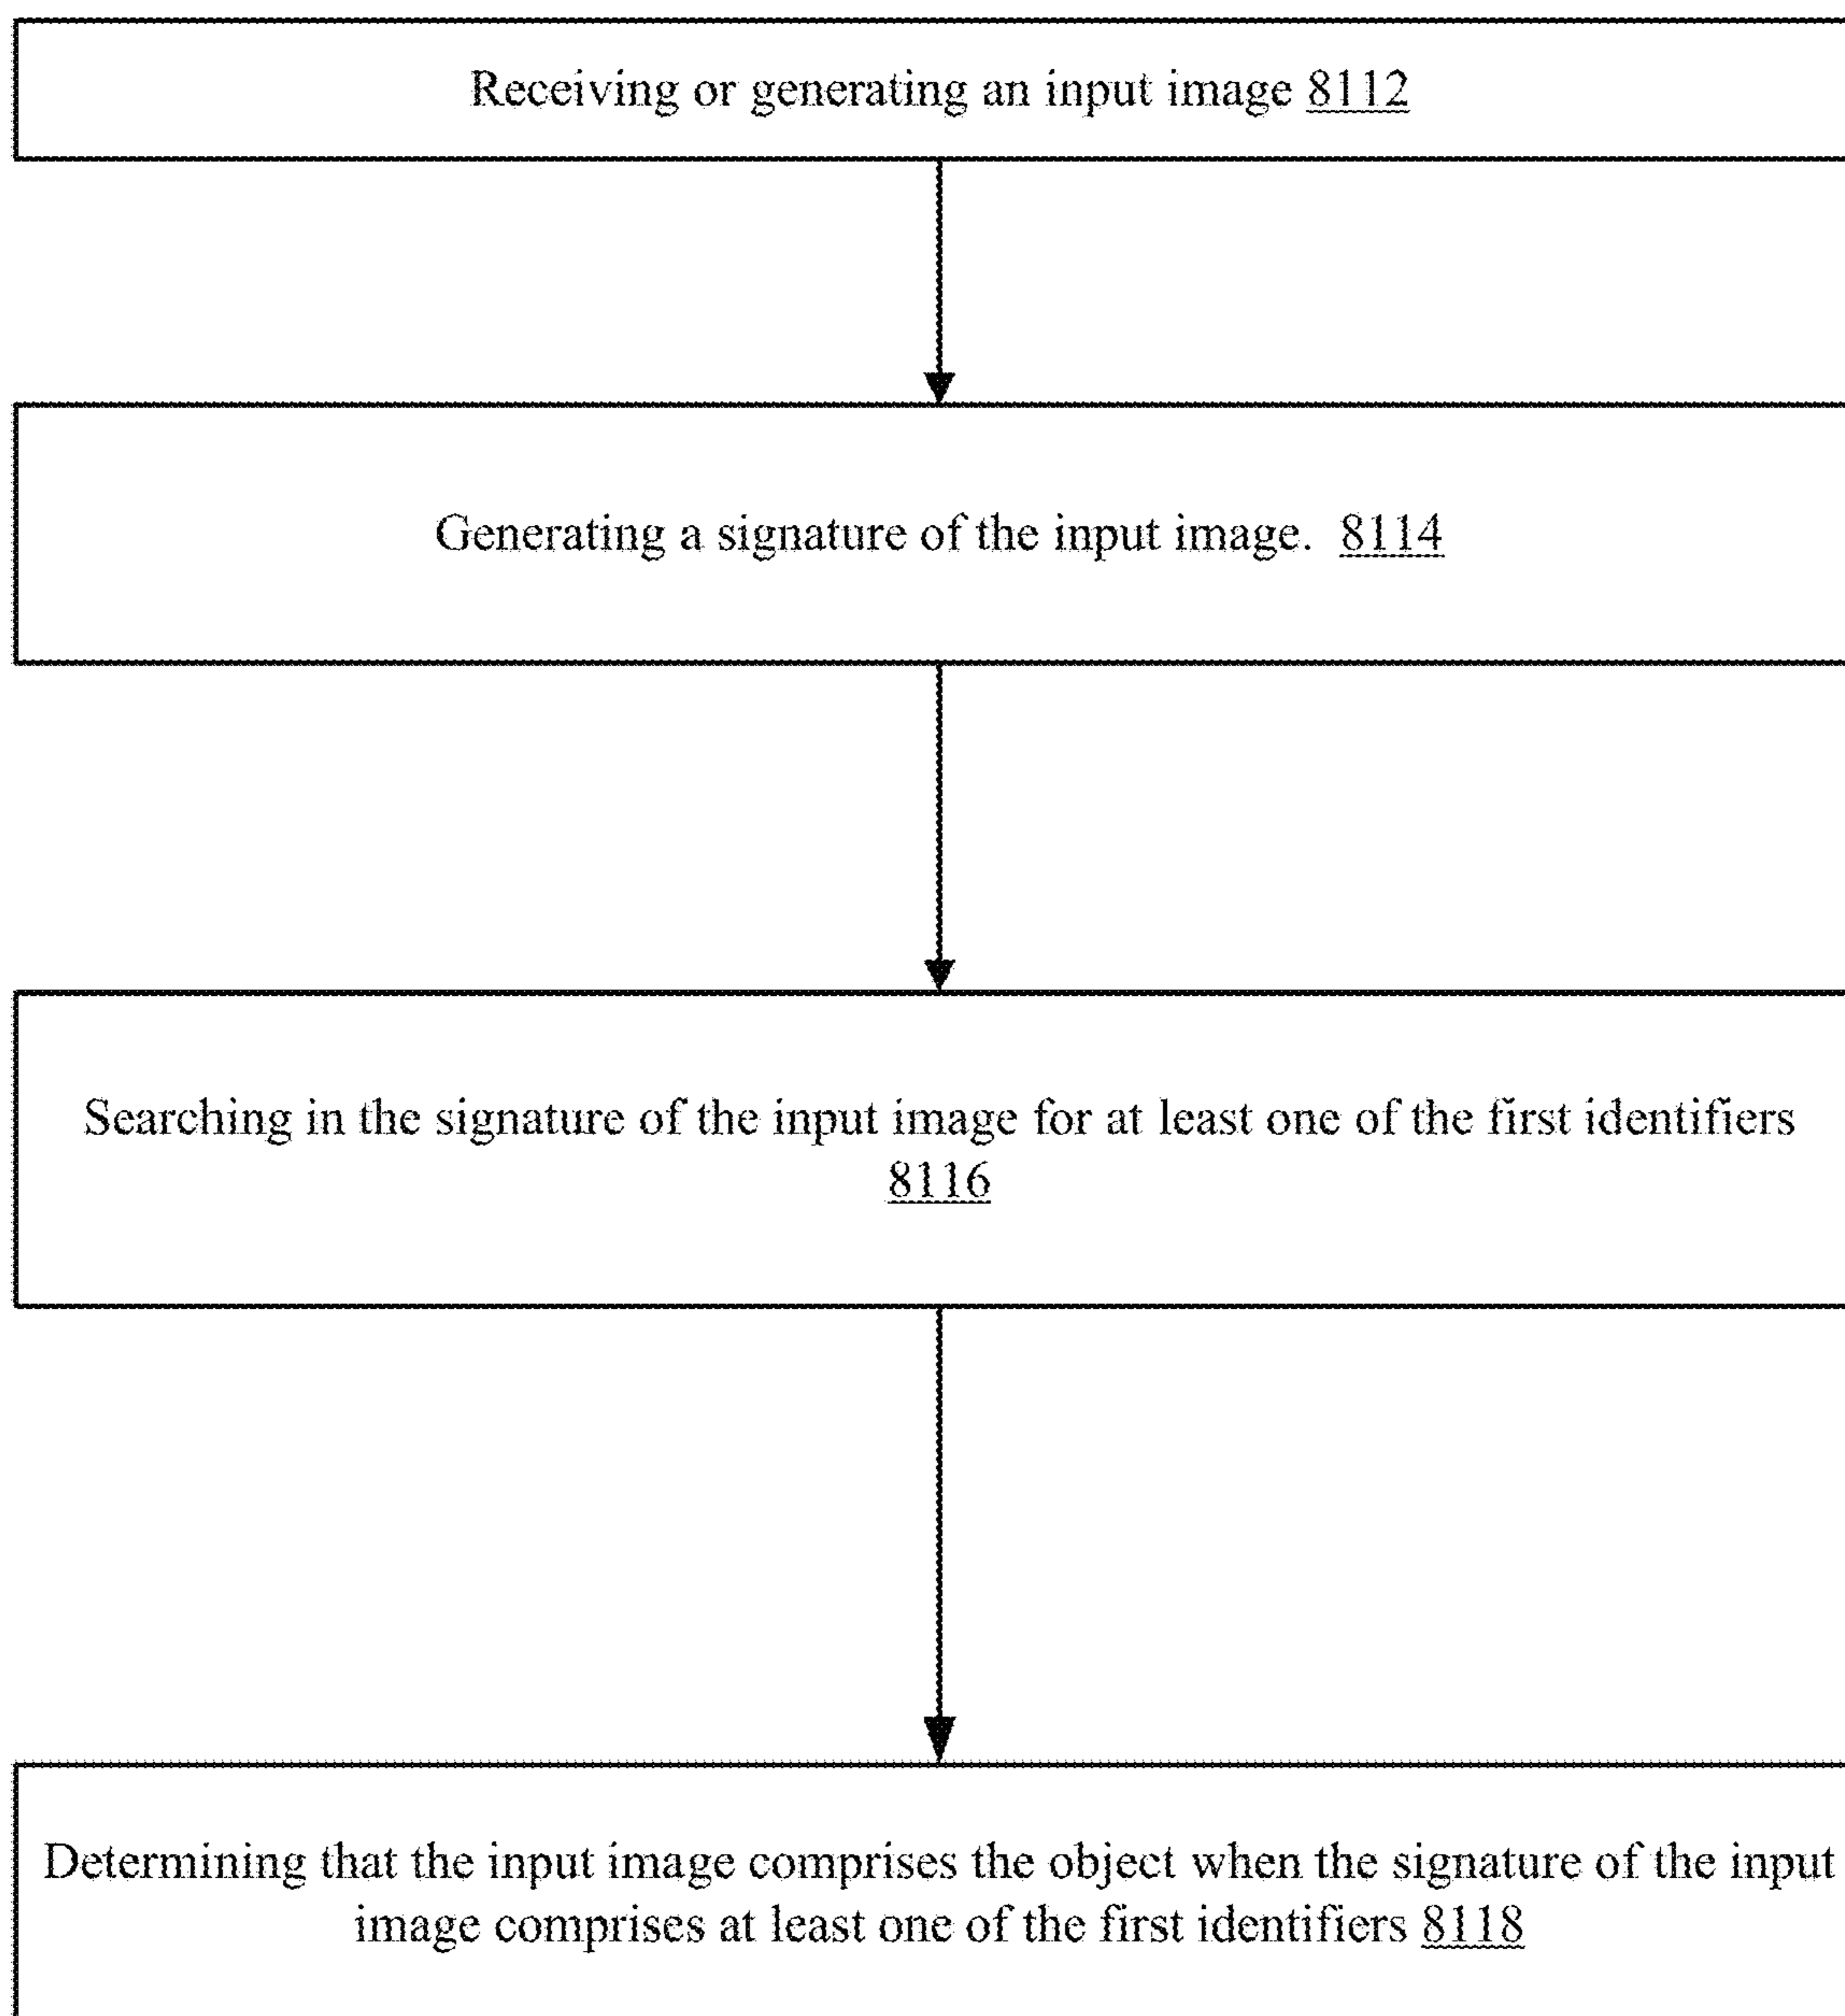 Receiving or generating an input image 8112
Generating a signature of the input image. 8114
Searching in the signature of the input image for at least one of the first identifiers
8116
Determining that the input image comprises the object when the signature of the input
image comprises at least one of the first identifiers 8118